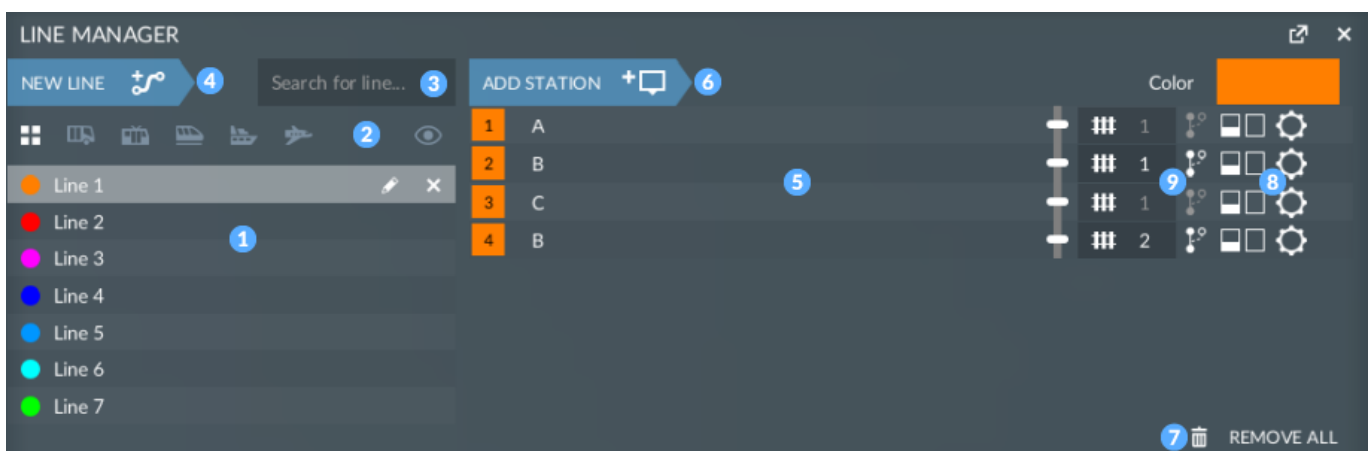 LINE MANAGER
NEW LINE 4 Search for line... 3 ADD STATION 6 Color
2
1 A 1
2 B 1
3 C 1
4 B 2
5 9 8
Line 1
Line 2
1
Line 3
Line 4
Line 5
Line 6
Line 7
7 REMOVE ALL